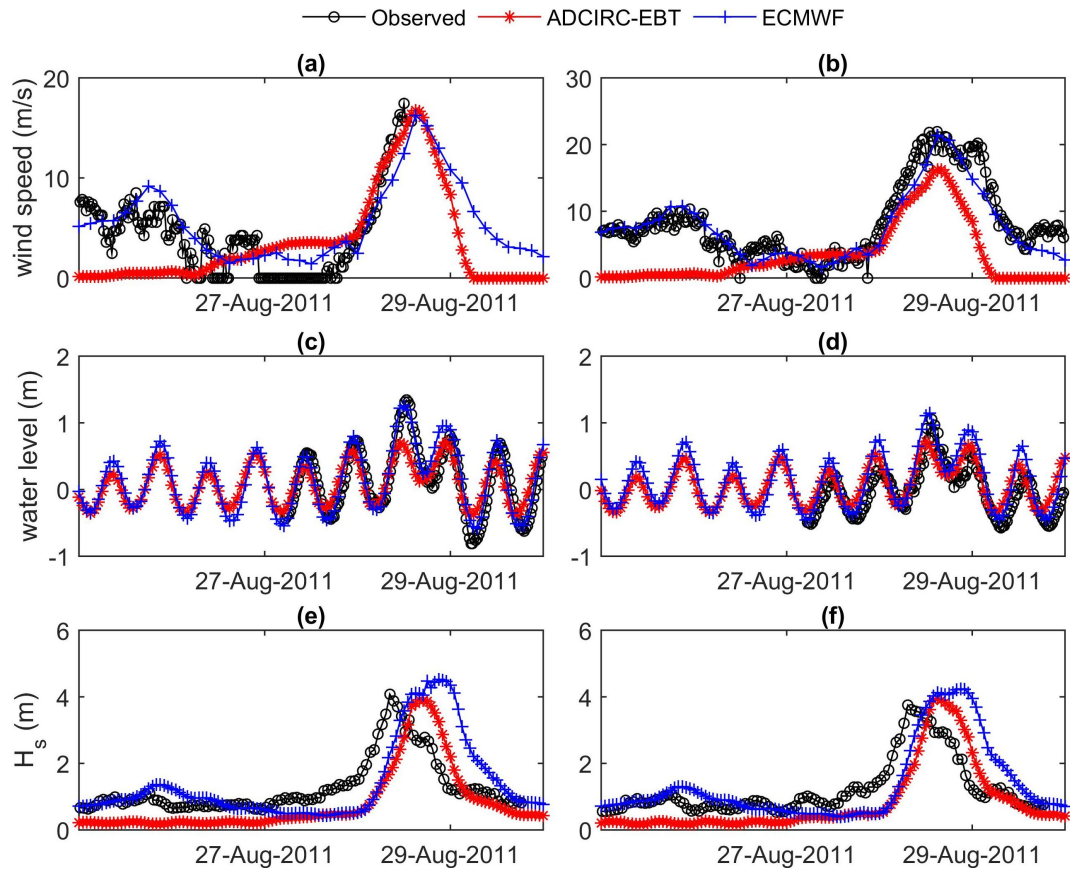 Observed ADCIRC-EBT ECMWF
(a) (b)
20 30
wind speed (m/s)
10 20
10
0 0
27-Aug-2011 29-Aug-2011 27-Aug-2011 29-Aug-2011
(c) (d)
2 2
water level (m)
1 1
0 0
-1 -1
27-Aug-2011 29-Aug-2011 27-Aug-2011 29-Aug-2011
(e) (f)
6 6
H_s (m)
4 4
2 2
0 0
27-Aug-2011 29-Aug-2011 27-Aug-2011 29-Aug-2011